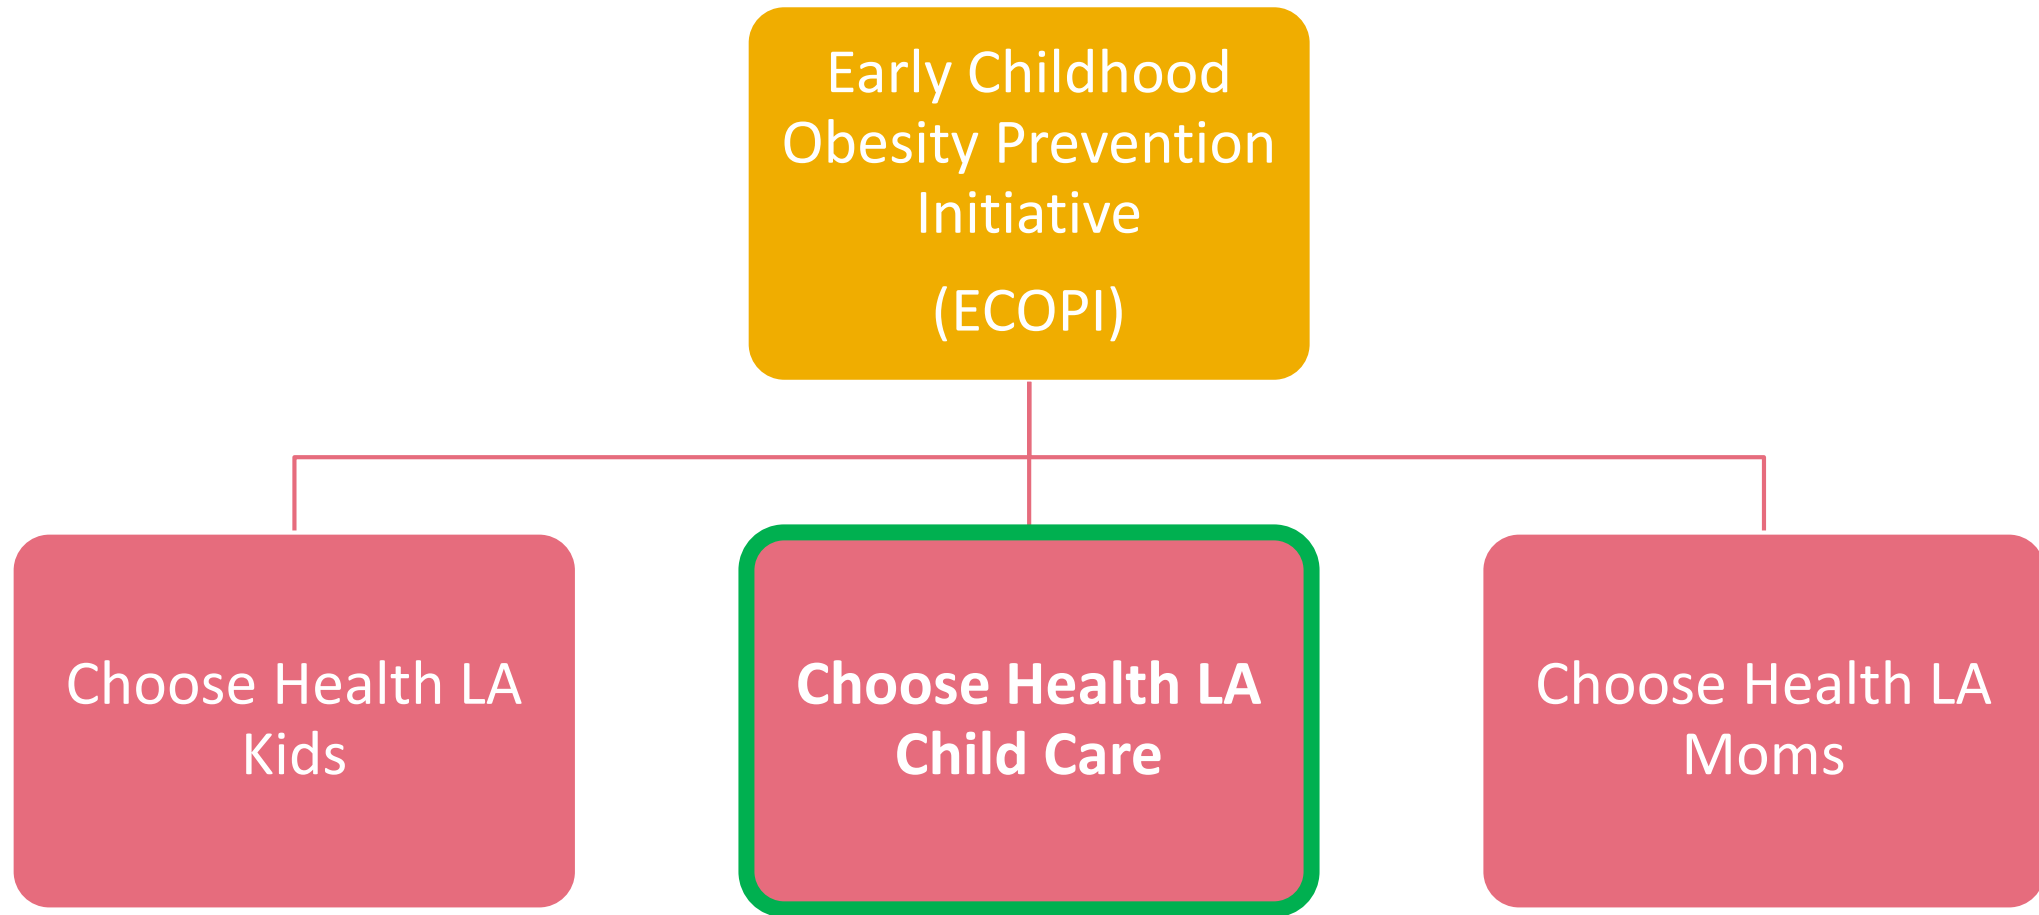 Early Childhood
Obesity Prevention
Initiative
(ECOPI)
Choose Health LA
Kids
Choose Health LA
Child Care
Choose Health LA
Moms